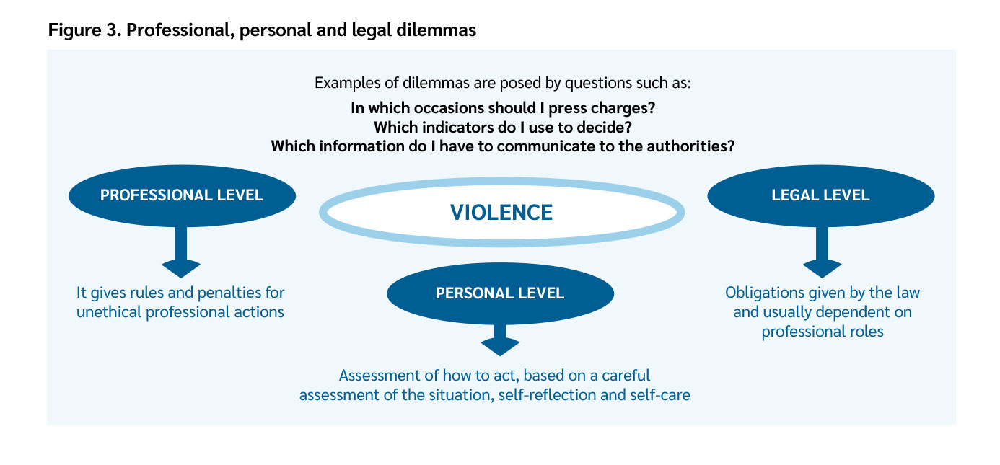 Figure 3. Professional, personal and legal dilemmas
Examples of dilemmas are posed by questions such as:
In which occasions should I press charges?
Which indicators do I use to decide?
Which information do I have to communicate to the authorities?
PROFESSIONAL LEVEL
It gives rules and penalties for
unethical professional actions
VIOLENCE
PERSONAL LEVEL
Assessment of how to act, based on a careful
assessment of the situation, self-reflection and self-care
LEGAL LEVEL
Obligations given by the law
and usually dependent on
professional roles